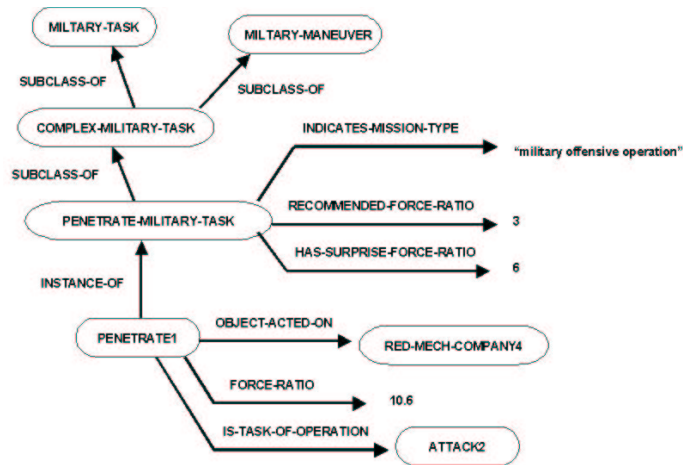 MILTARY-TASK
MILTARY-MANEUVER
SUBCLASS-OF
SUBCLASS-OF
COMPLEX-MILITARY-TASK
INDICATES-MISSION-TYPE
"military offensive operation"
SUBCLASS-OF
RECOMMENDED-FORCE-RATIO
PENETRATE-MILITARY-TASK
3
HAS-SURPRISE-FORCE-RATIO
6
INSTANCE-OF
OBJECT-ACTED-ON
PENETRATE1
RED-MECH-COMPANY4
FORCE-RATIO
10.6
IS-TASK-OF-OPERATION
ATTACK2